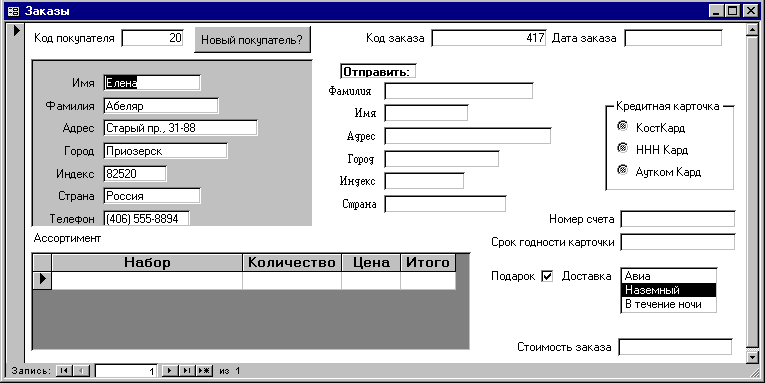 Заказы
Код покупателя 20 Новый покупатель? Код заказа 417 Дата заказа
Имя Елена
Фамилия Абеляр
Адрес Старый пр., 31-88
Город Приозерск
Индекс 82520
Страна Россия
Телефон (406) 555-8894
Отправить:
Фамилия
Имя
Адрес
Город
Индекс
Страна
Кредитная карточка
КостКард
ННН Кард
Аутком Кард
Номер счета
Срок годности карточки
Ассортимент
Набор Количество Цена Итого
Подарок Доставка Авиа
Наземный
В течение ночи
Стоимость заказа
Запись: 1 из 1